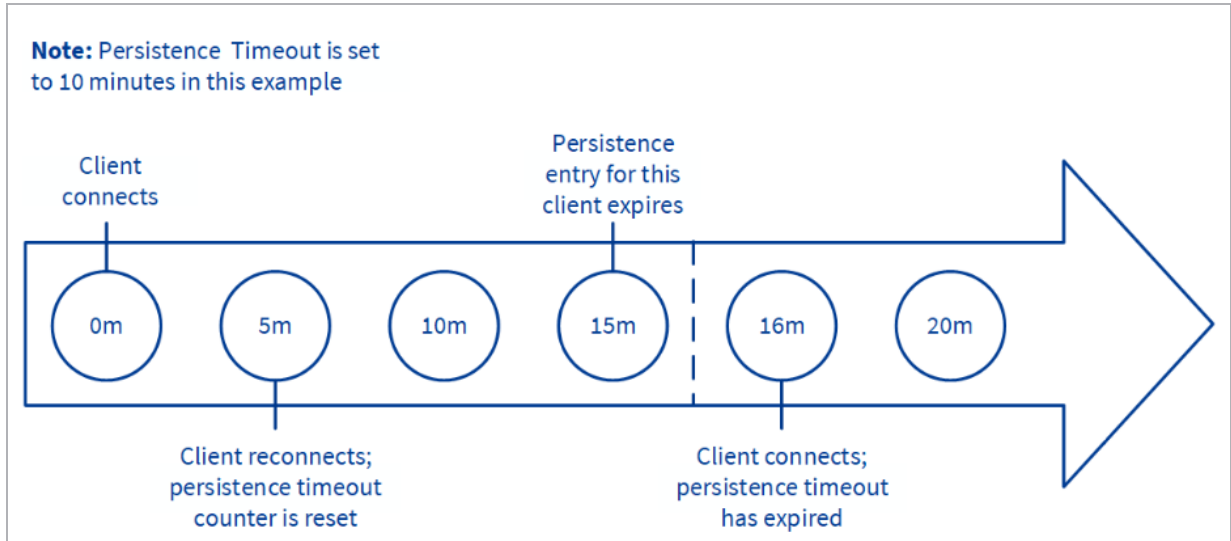 Note: Persistence Timeout is set
to 10 minutes in this example
Client
connects
Persistence
entry for this
client expires
0m
5m
10m
15m
16m
20m
Client reconnects;
persistence timeout
counter is reset
Client connects;
persistence timeout
has expired